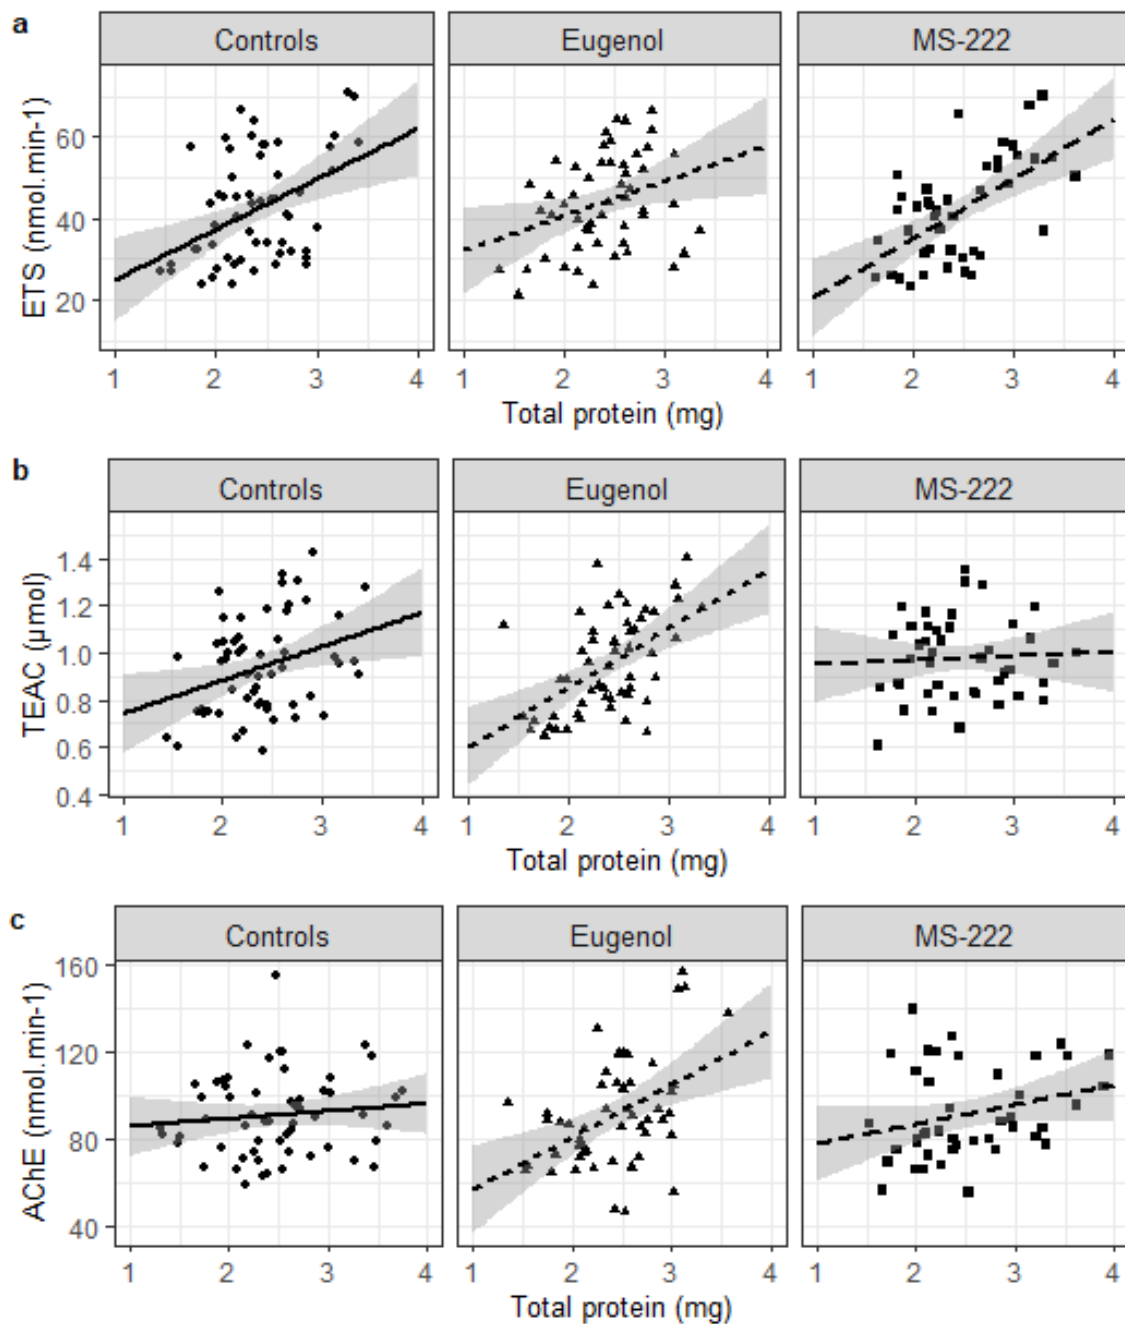 a
Controls Eugenol MS-222
ETS (nmol.min-1)
60
40
20
1 2 3 4 1 2 3 4 1 2 3 4
Total protein (mg)
b
Controls Eugenol MS-222
TEAC (µmol)
1.4
1.2
1.0
0.8
0.6
0.4
1 2 3 4 1 2 3 4 1 2 3 4
Total protein (mg)
c
Controls Eugenol MS-222
AChE (nmol.min-1)
160
120
80
40
1 2 3 4 1 2 3 4 1 2 3 4
Total protein (mg)